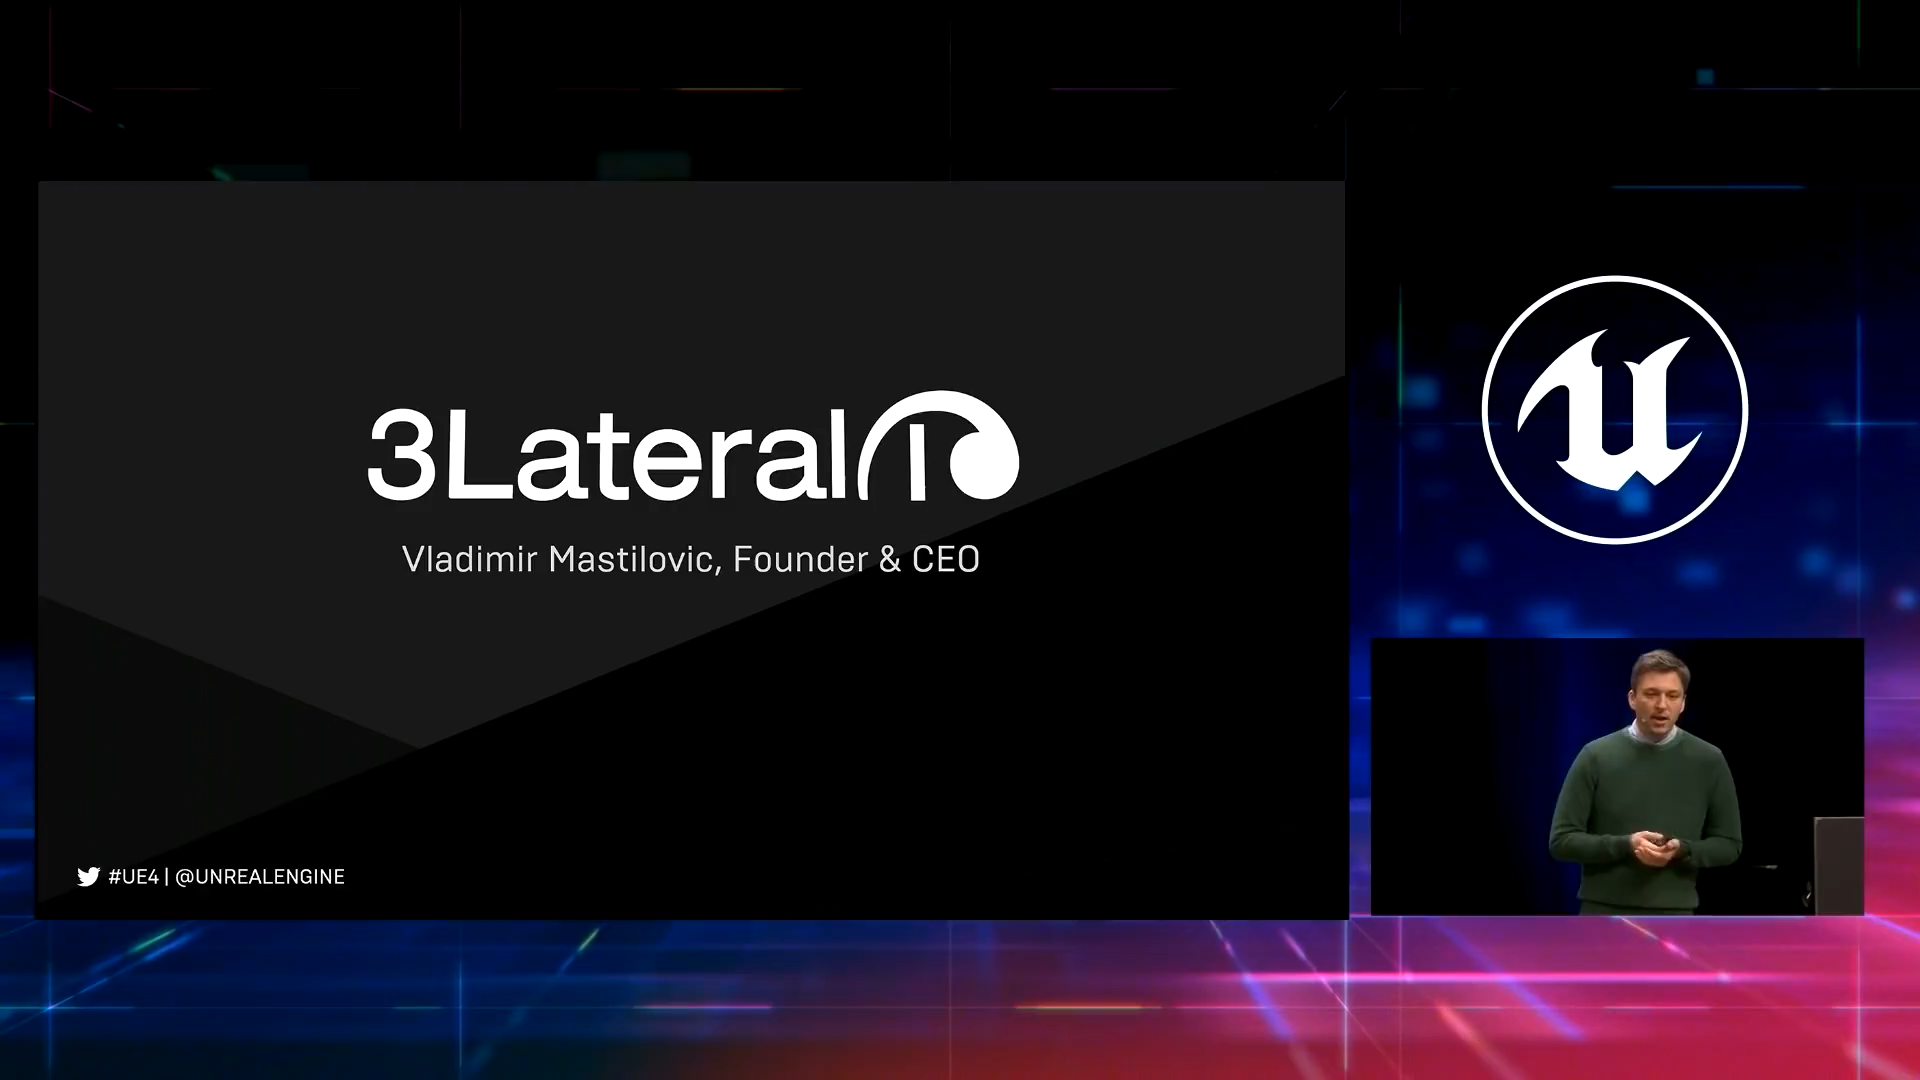 3Lateral
Vladimir Mastilovic, Founder & CEO
#UE4 | @UNREALENGINE